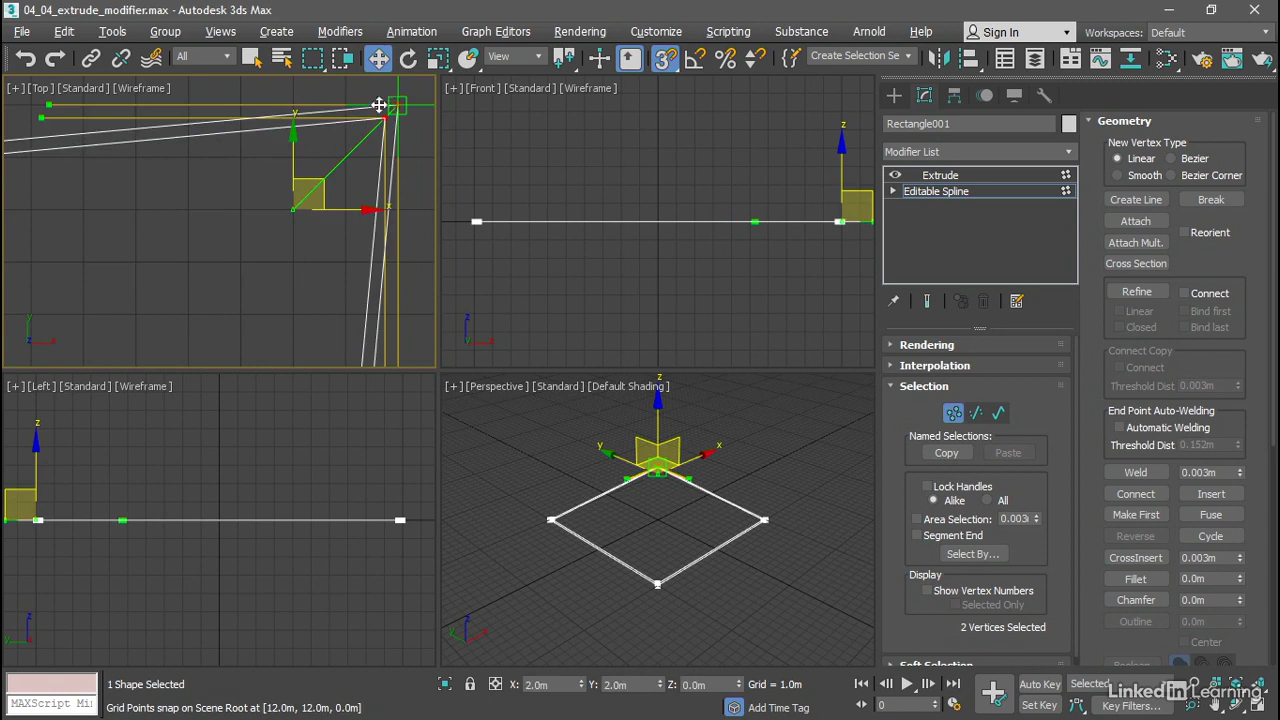 04_04_extrude_modifier.max - Autodesk 3ds Max
File Edit Tools Group Views Create Modifiers Animation Graph Editors Rendering Customize Scripting Substance Arnold Help Sign In Workspaces: Default
All View 3 Create Selection Se
[+] [Top] [Standard] [Wireframe]
y
x
y
z x
[+] [Front] [Standard] [Wireframe]
z
z
y x
[+] [Left] [Standard] [Wireframe]
z
z
y x
[+] [Perspective] [Standard] [Default Shading]
z
y x
z
y x
Rectangle001
Modifier List
Extrude
Editable Spline
Rendering
Interpolation
Selection
Named Selections:
Copy Paste
Lock Handles
Alike All
Area Selection: 0.003
Segment End
Select By...
Display
Show Vertex Numbers
Selected Only
2 Vertices Selected
Soft Selection
Geometry
New Vertex Type
Linear Bezier
Smooth Bezier Corner
Create Line Break
Attach Reorient
Attach Mult.
Cross Section
Refine Connect
Linear Bind first
Closed Bind last
Connect Copy
Connect
Threshold Dist 0.003m
End Point Auto-Welding
Automatic Welding
Threshold Dist 0.152m
Weld 0.003m
Connect Insert
Make First Fuse
Reverse Cycle
CrossInsert 0.003m
Fillet 0.0m
Chamfer 0.0m
Outline 0.0m
Center
Boolean
MAXScript Mi
1 Shape Selected
Grid Points snap on Scene Root at [12.0m, 12.0m, 0.0m]
X: 2.0m Y: 2.0m Z: 0.0m Grid = 1.0m
Add Time Tag
0
Auto Key Selected
Set Key Key Filters...
LinkedIn Learning